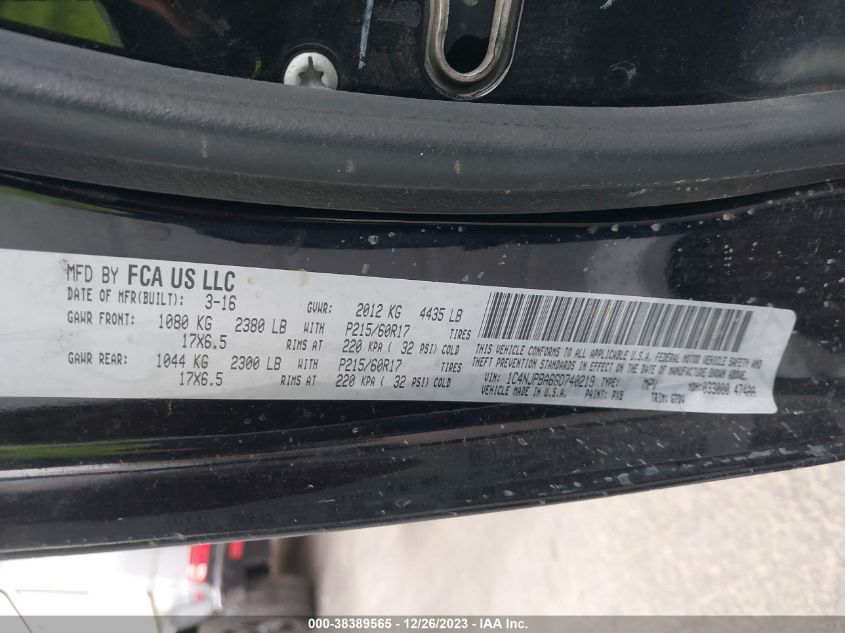 MFD BY FCA US LLC
DATE OF MFR(BUILT): 3-16 GVWR: 2012 KG 4435 LB
GAWR FRONT: 1080 KG 2380 LB WITH P215/60R17 TIRES
17X6.5 RIMS AT 220 KPA ( 32 PSI) COLD
GAWR REAR: 1044 KG 2300 LB WITH P215/60R17 TIRES
17X6.5 RIMS AT 220 KPA ( 32 PSI) COLD
THIS VEHICLE CONFORMS TO ALL APPLICABLE U.S.A. FEDERAL MOTOR VEHICLE SAFETY AND
THEFT PREVENTION STANDARDS IN EFFECT ON THE DATE OF MANUFACTURE SHOWN ABOVE.
VIN: 1C4NJPBA6GD740219 TYPE: MPV MDH: 474AA
VEHICLE MADE IN U.S.A. PAINT: PX8 TRIM:
000-38389565 - 12/26/2023 - IAA Inc.